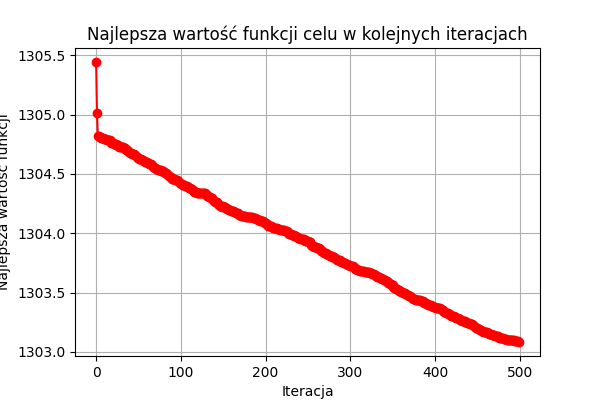 Najlepsza wartość funkcji celu w kolejnych iteracjach
Najlepsza wartość funkcji
1305.5
1305.0
1304.5
1304.0
1303.5
1303.0
0 100 200 300 400 500
Iteracja